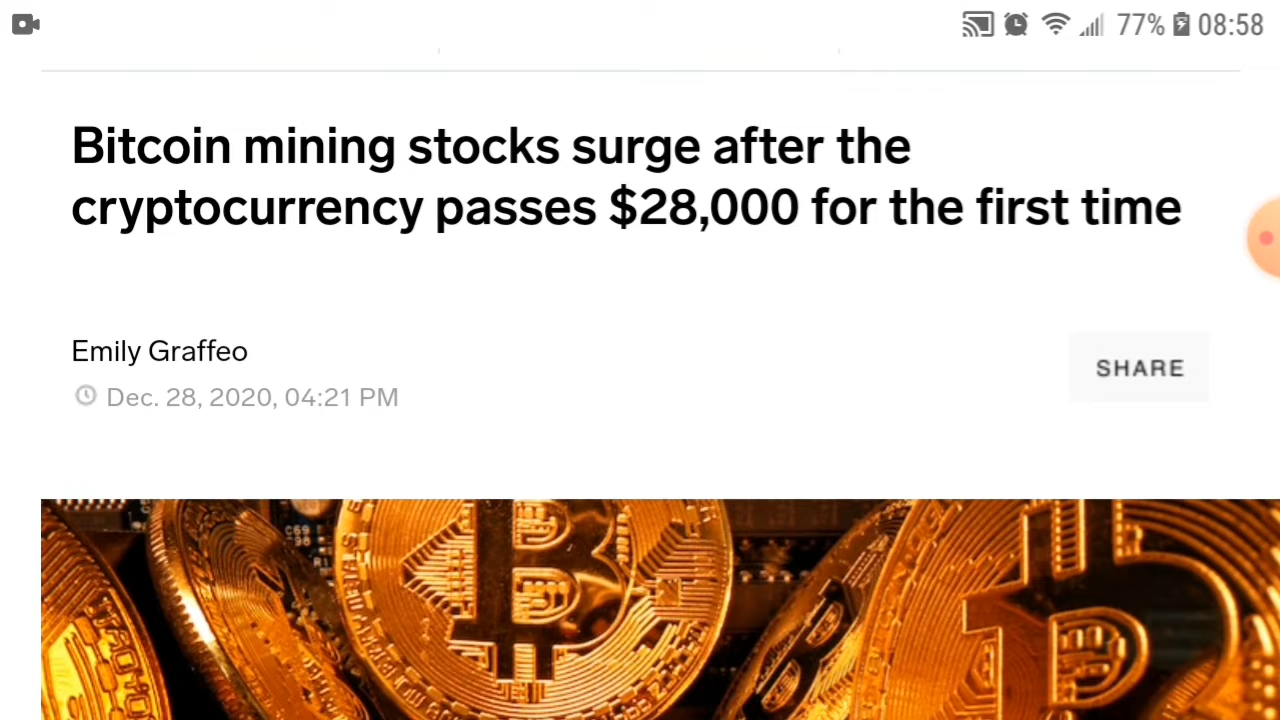 77% 08:58
Bitcoin mining stocks surge after the
cryptocurrency passes $28,000 for the first time
Emily Graffeo
SHARE
Dec. 28, 2020, 04:21 PM